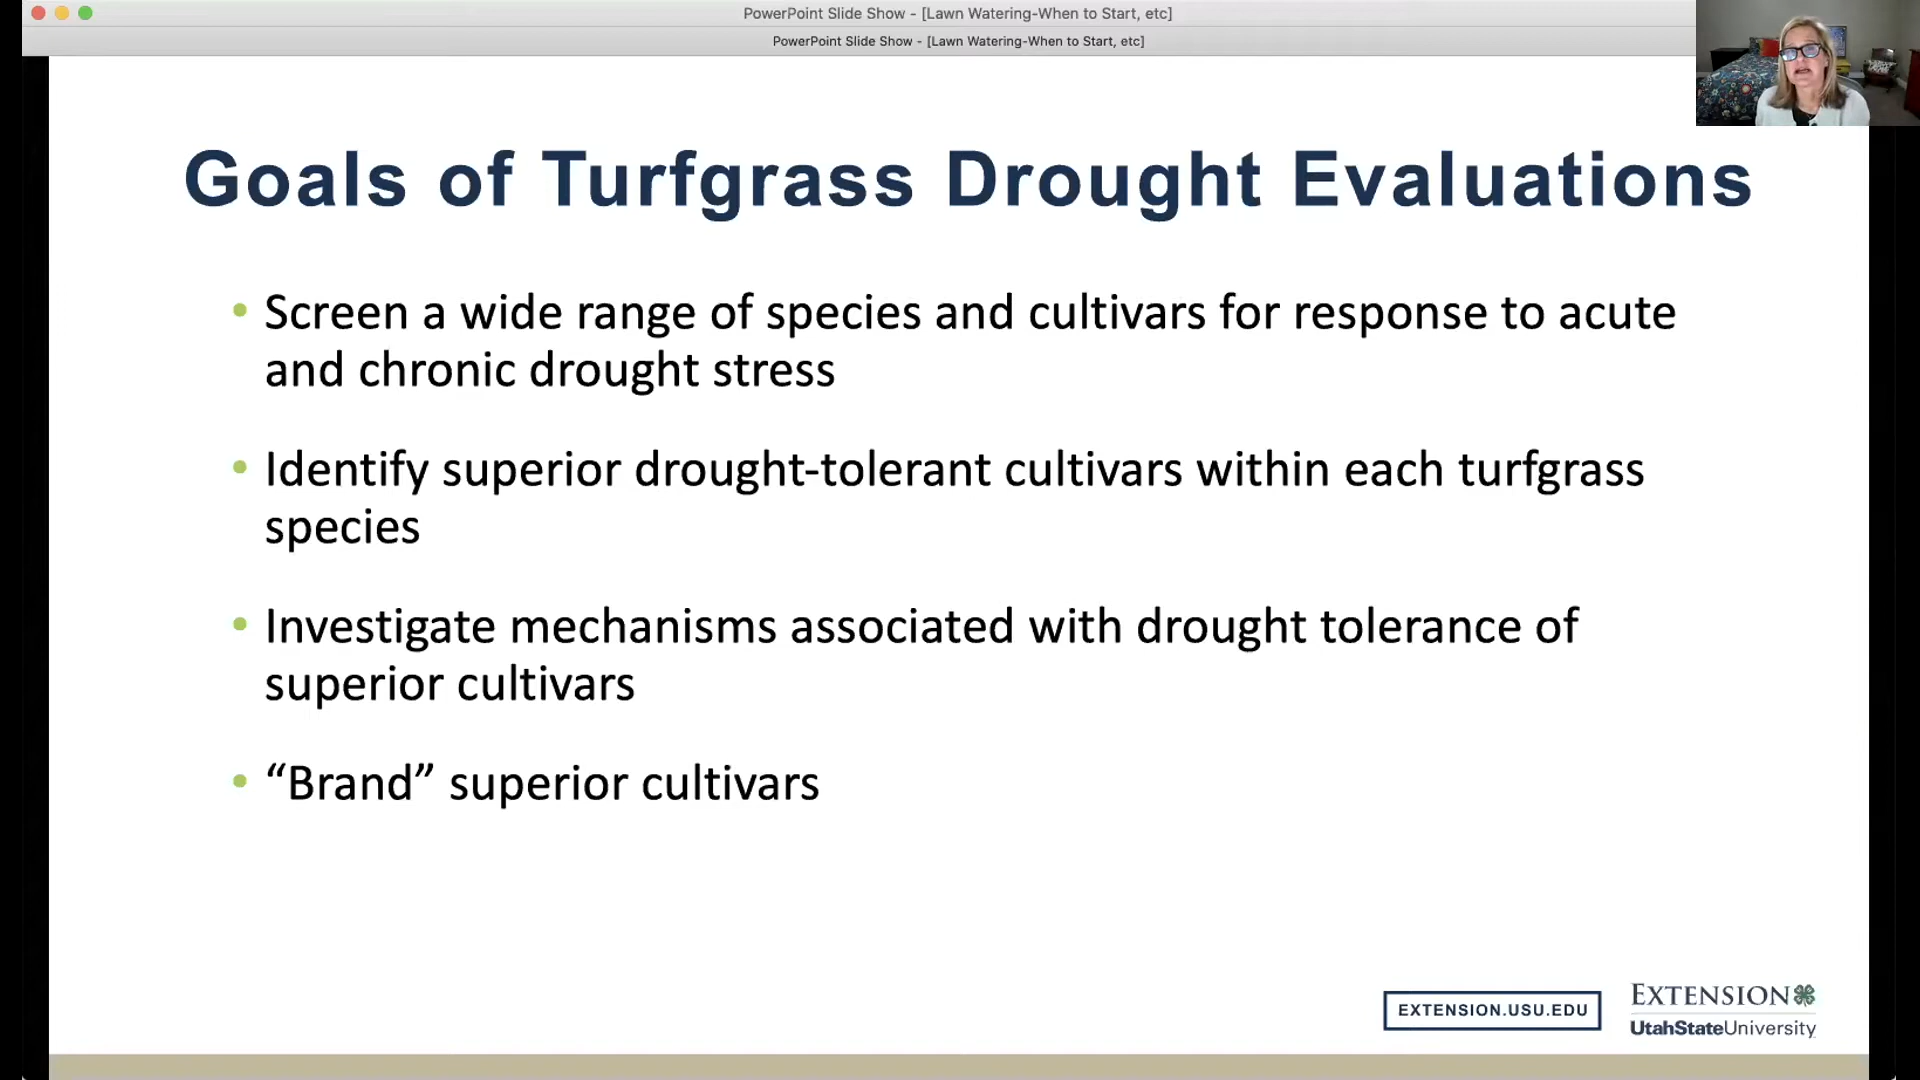 PowerPoint Slide Show - [Lawn Watering-When to Start, etc]
PowerPoint Slide Show - [Lawn Watering-When to Start, etc]
Goals of Turfgrass Drought Evaluations
• Screen a wide range of species and cultivars for response to acute
and chronic drought stress
• Identify superior drought-tolerant cultivars within each turfgrass
species
• Investigate mechanisms associated with drought tolerance of
superior cultivars
• “Brand” superior cultivars
EXTENSION.USU.EDU
EXTENSION
UtahStateUniversity